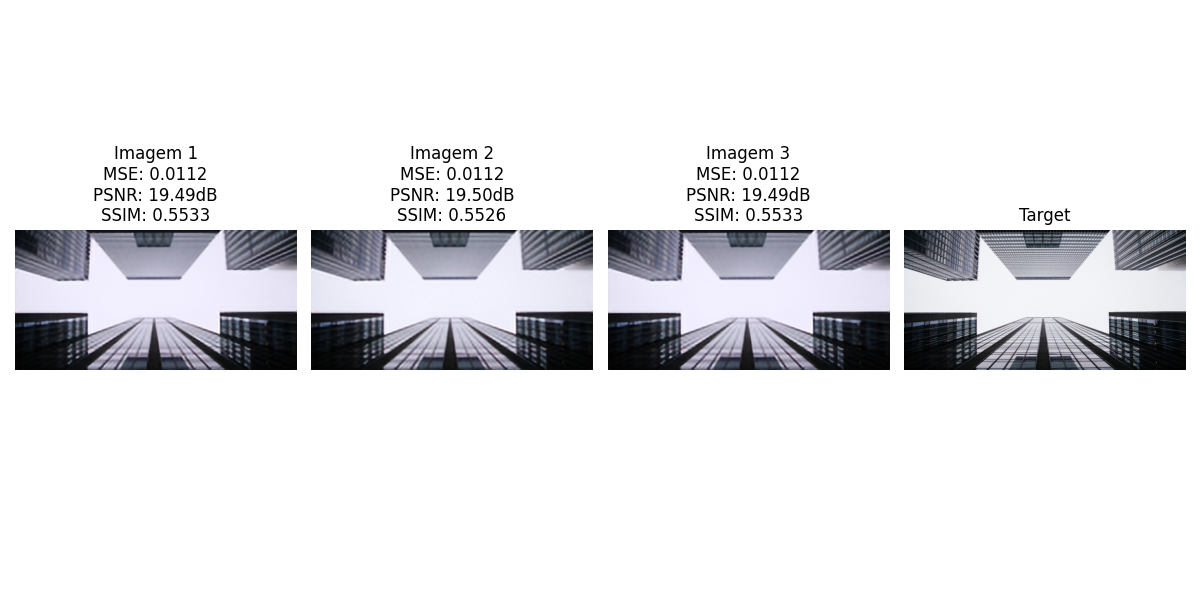 Imagem 1
MSE: 0.0112
PSNR: 19.49dB
SSIM: 0.5533
Imagem 2
MSE: 0.0112
PSNR: 19.50dB
SSIM: 0.5526
Imagem 3
MSE: 0.0112
PSNR: 19.49dB
SSIM: 0.5533
Target